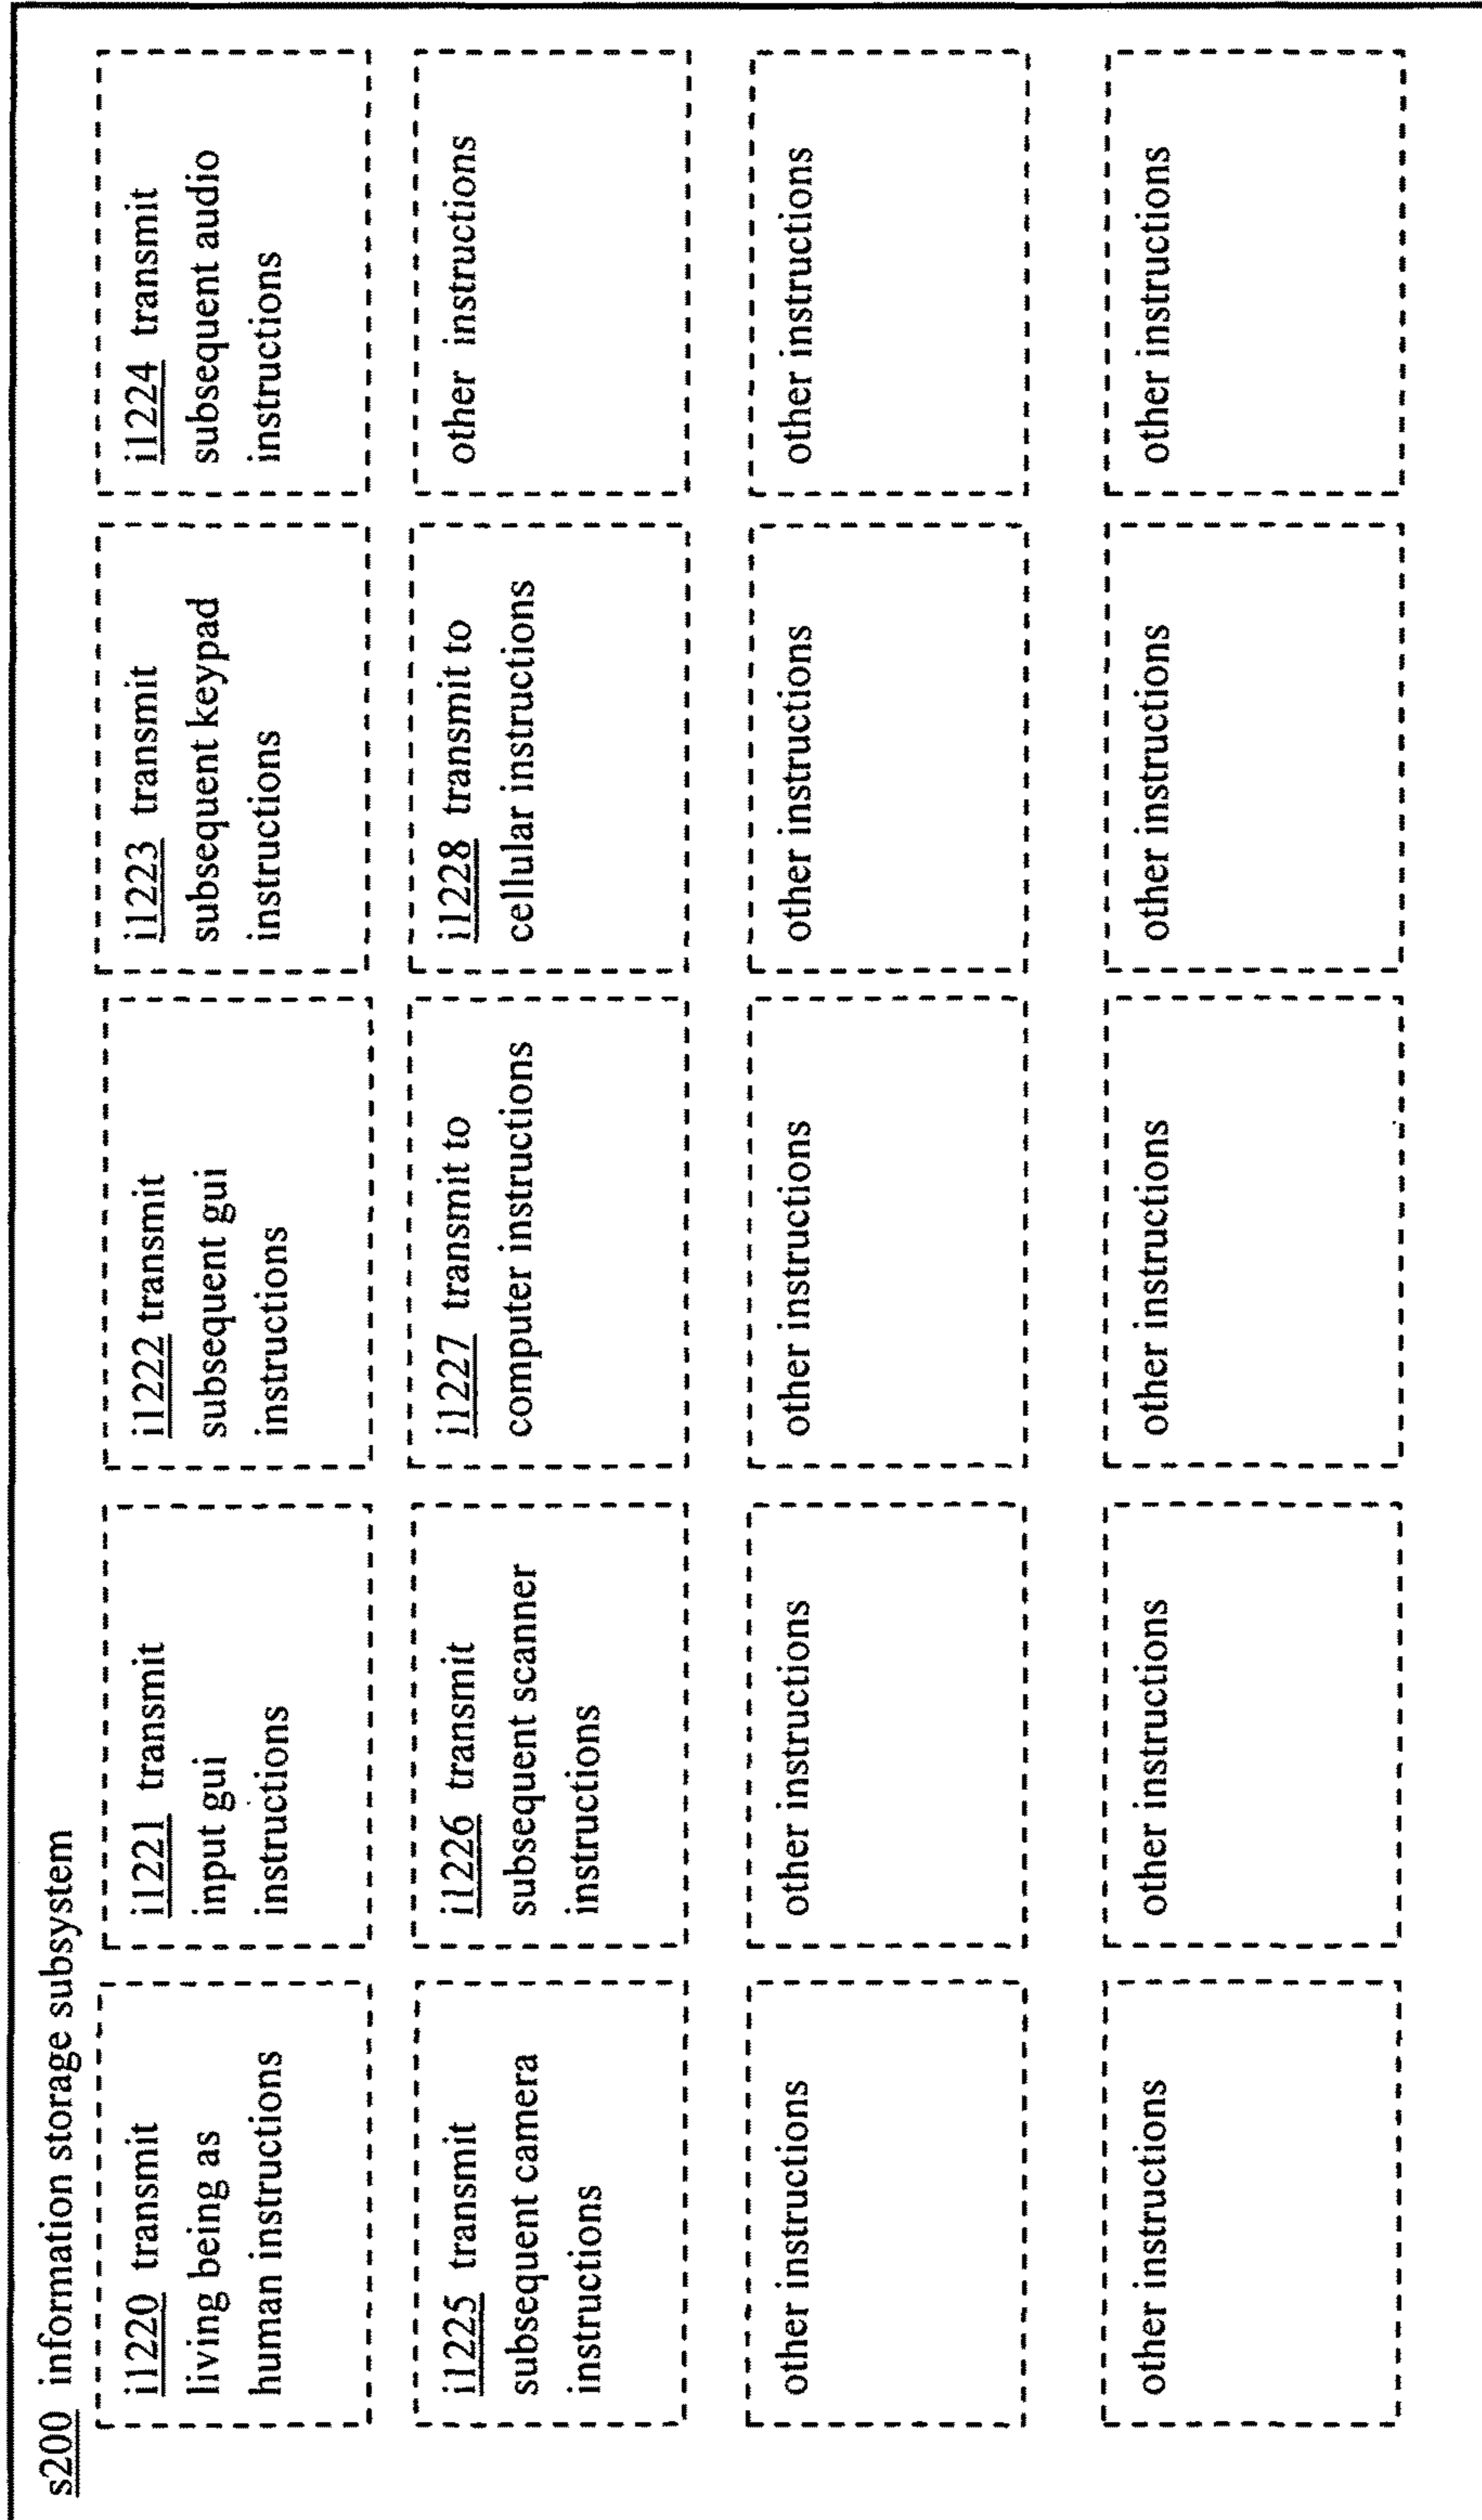 s200 information storage subsystem
i1220 transmit
living being as
human instructions
i1221 transmit
input gui
instructions
i1222 transmit
subsequent gui
instructions
i1223 transmit
subsequent keypad
instructions
i1224 transmit
subsequent audio
instructions
i1225 transmit
subsequent camera
instructions
i1226 transmit
subsequent scanner
instructions
i1227 transmit to
computer instructions
i1228 transmit to
cellular instructions
other instructions
other instructions
other instructions
other instructions
other instructions
other instructions
other instructions
other instructions
other instructions
other instructions
other instructions